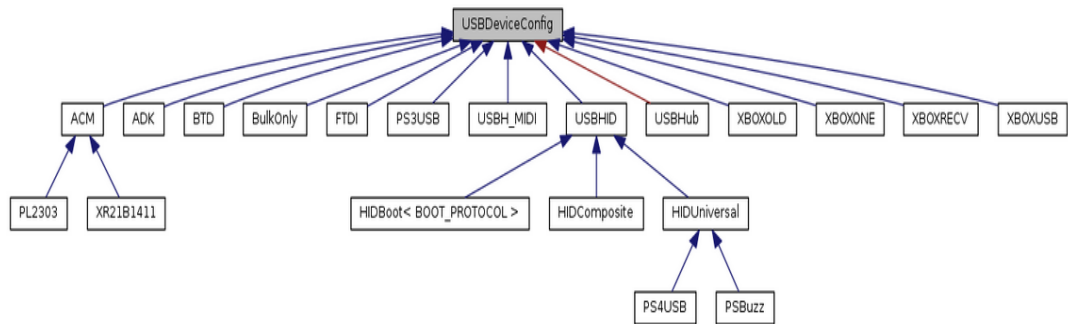 USBDeviceConfig
ACM
ADK
BTD
BulkOnly
FTDI
PS3USB
USBH_MIDI
USBHID
USBHub
XBOXOLD
XBOXONE
XBOXRECV
XBOXUSB
PL2303
XR21B1411
HIDBoot< BOOT_PROTOCOL >
HIDComposite
HIDUniversal
PS4USB
PSBuzz